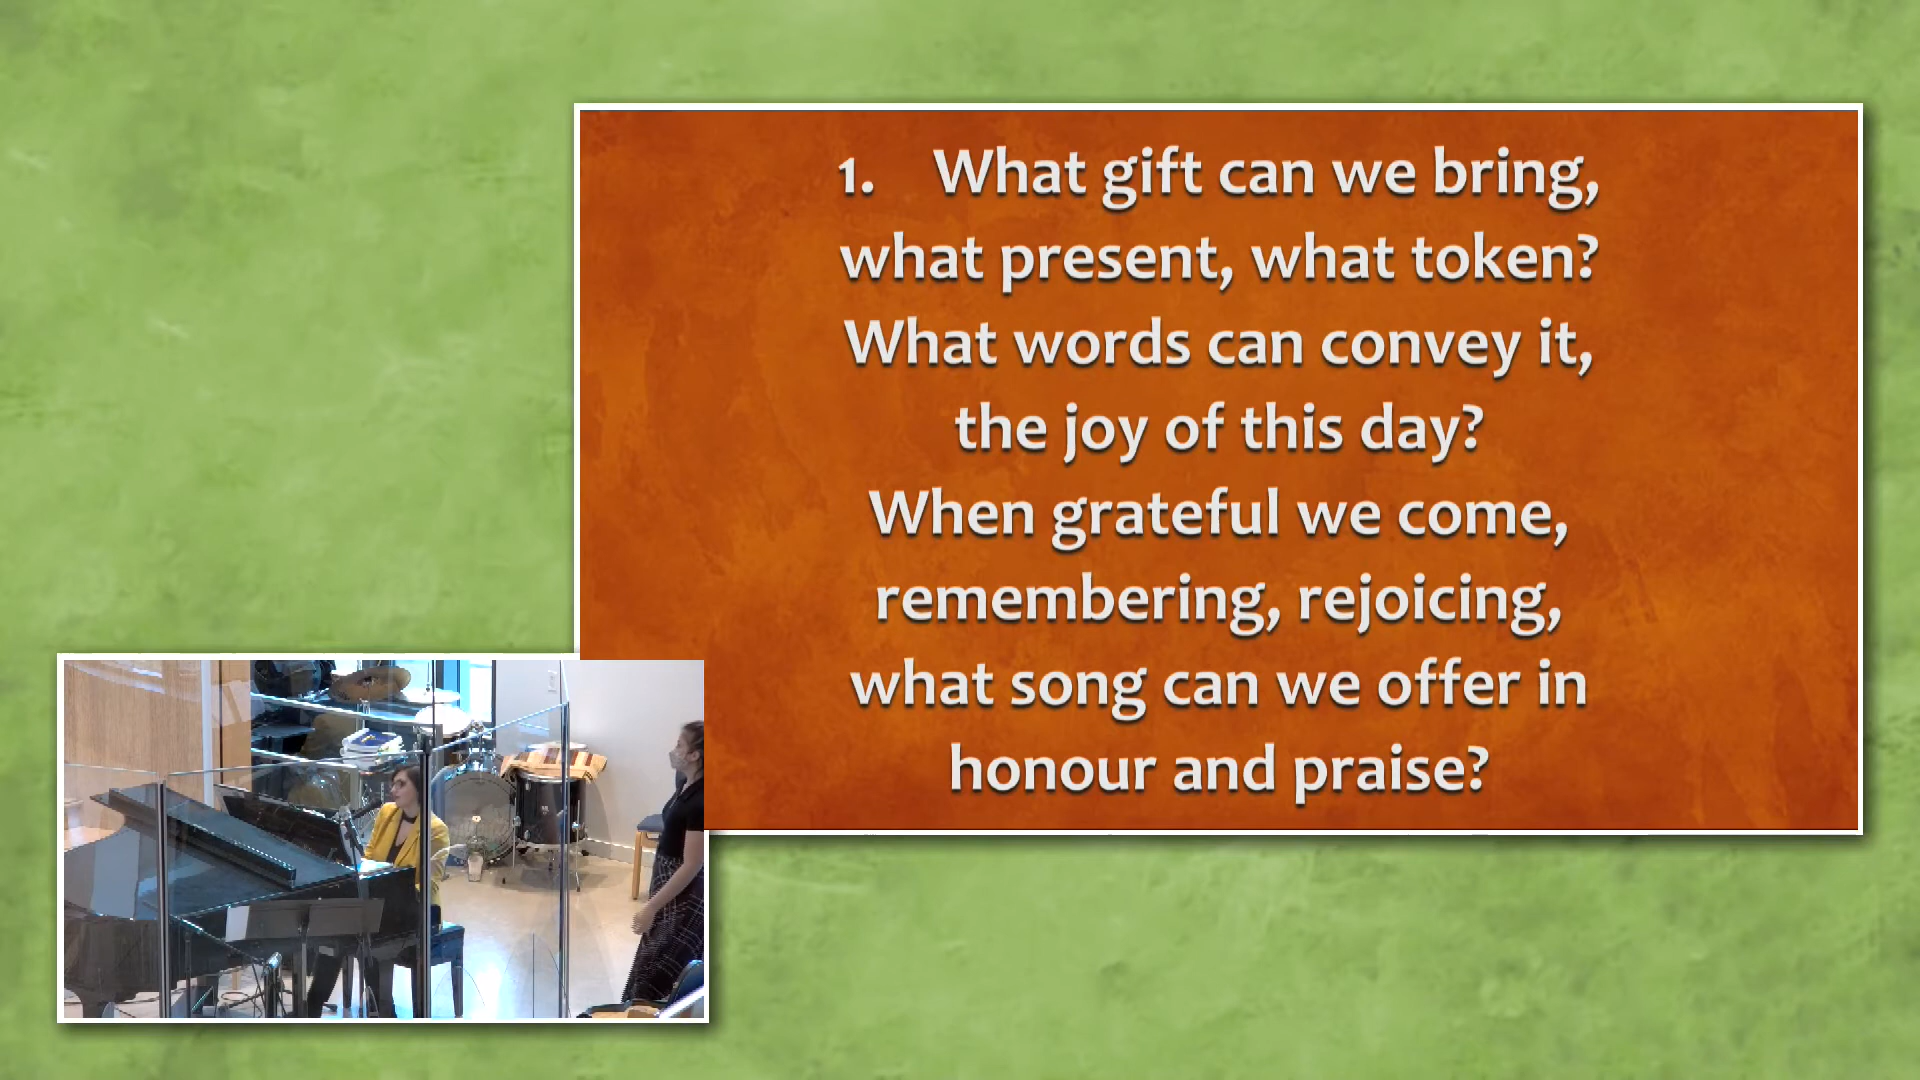 1. What gift can we bring,
what present, what token?
What words can convey it,
the joy of this day?
When grateful we come,
remembering, rejoicing,
what song can we offer in
honour and praise?